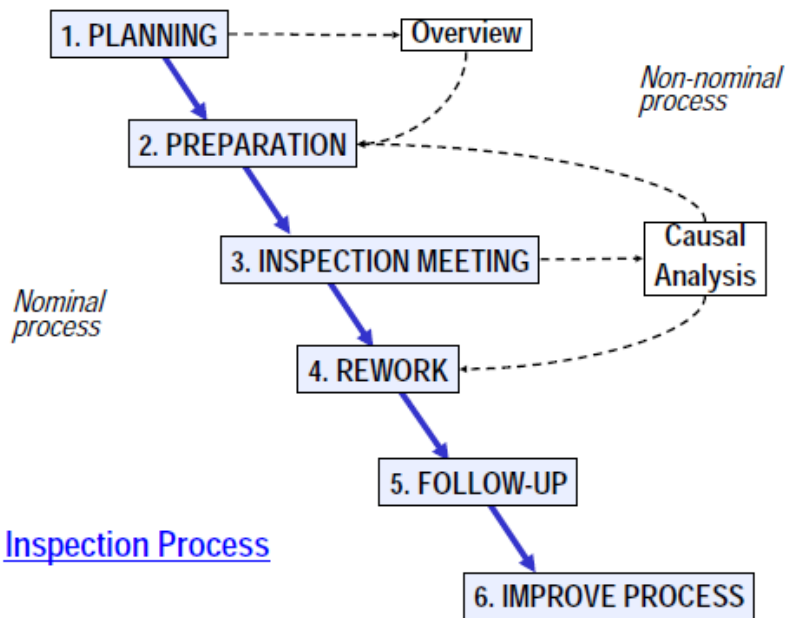 1. PLANNING
Overview
Non-nominal
process
2. PREPARATION
3. INSPECTION MEETING
Causal
Analysis
Nominal
process
4. REWORK
5. FOLLOW-UP
Inspection Process
6. IMPROVE PROCESS